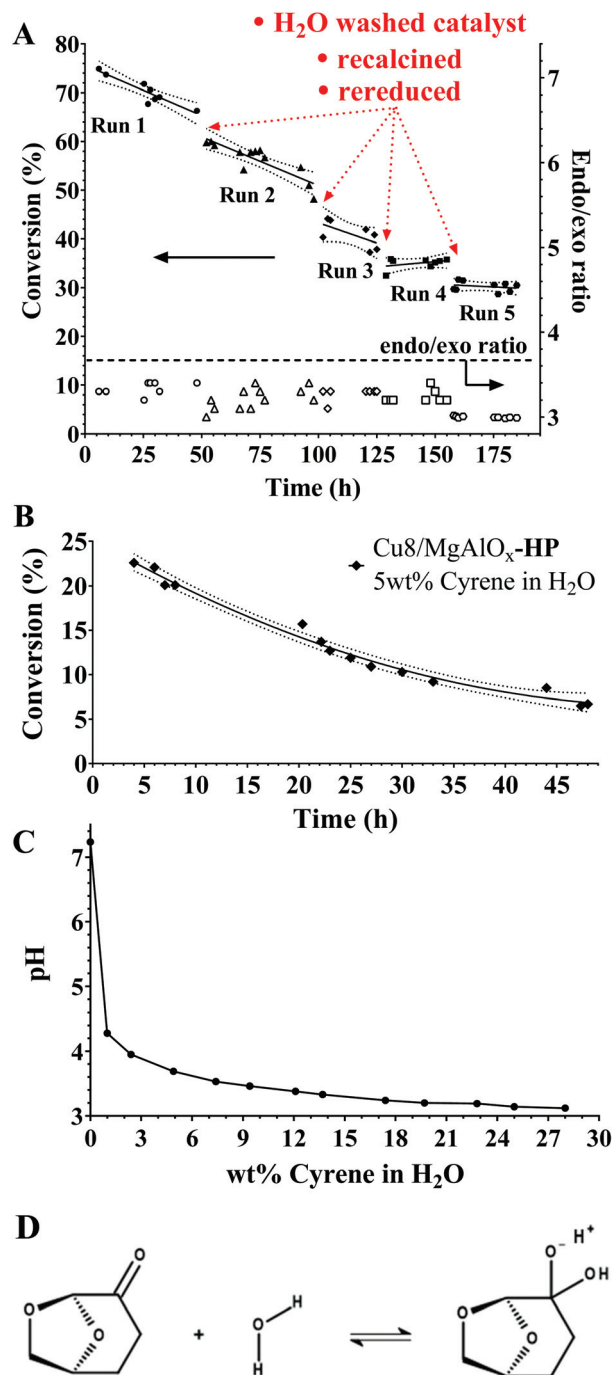 A
• H₂O washed catalyst
• recalcined
• rereduced
Conversion (%)
80
70
60
50
40
30
20
10
0
Run 1
Run 2
Run 3
Run 4
Run 5
endo/exo ratio
7
6
5
4
3
Endo/exo ratio
0 25 50 75 100 125 150 175
Time (h)
B
Cu8/MgAlOₓ-HP
5wt% Cyrene in H₂O
Conversion (%)
25
20
15
10
5
0
0 5 10 15 20 25 30 35 40 45
Time (h)
C
pH
7
6
5
4
3
0 3 6 9 12 15 18 21 24 27 30
wt% Cyrene in H₂O
D
O
O
O
+
H
O
H
O⁻ H⁺
OH
O
O